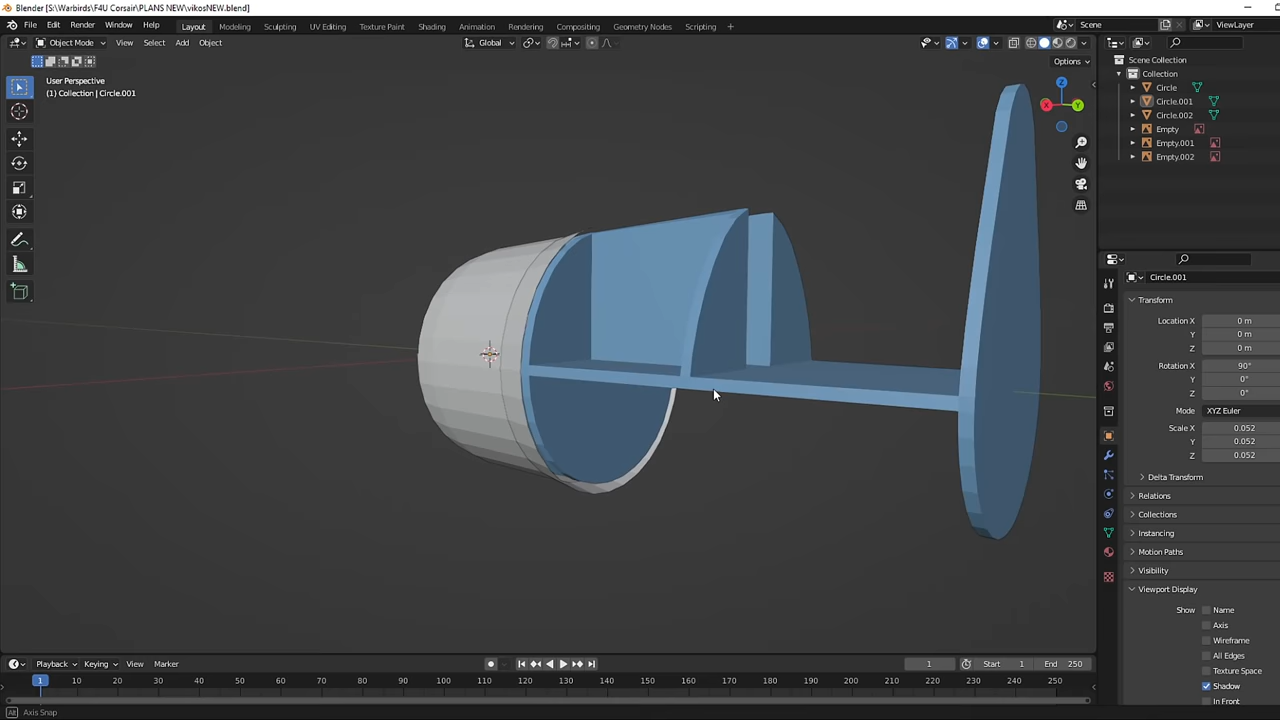 Blender [S:\Warbirds\F4U Corsair\PLANS NEW\vikosNEW.blend]
File Edit Render Window Help Layout Modeling Sculpting UV Editing Texture Paint Shading Animation Rendering Compositing Geometry Nodes Scripting + Scene ViewLayer
Object Mode View Select Add Object Global
Options
User Perspective
(1) Collection | Circle.001
Z
X
Y
Scene Collection
Collection
Circle
Circle.001
Circle.002
Empty
Empty.001
Empty.002
Circle.001
Transform
Location X 0 m
Y 0 m
Z 0 m
Rotation X 90°
Y 0°
Z 0°
Mode XYZ Euler
Scale X 0.052
Y 0.052
Z 0.052
Delta Transform
Relations
Collections
Instancing
Motion Paths
Visibility
Viewport Display
Show Name
Axis
Wireframe
All Edges
Texture Space
Shadow
In Front
Playback Keying View Marker 1 Start 1 End 250
1 10 20 30 40 50 60 70 80 90 100 110 120 130 140 150 160 170 180 190 200 210 220 230 240 250
Alt Axis Snap